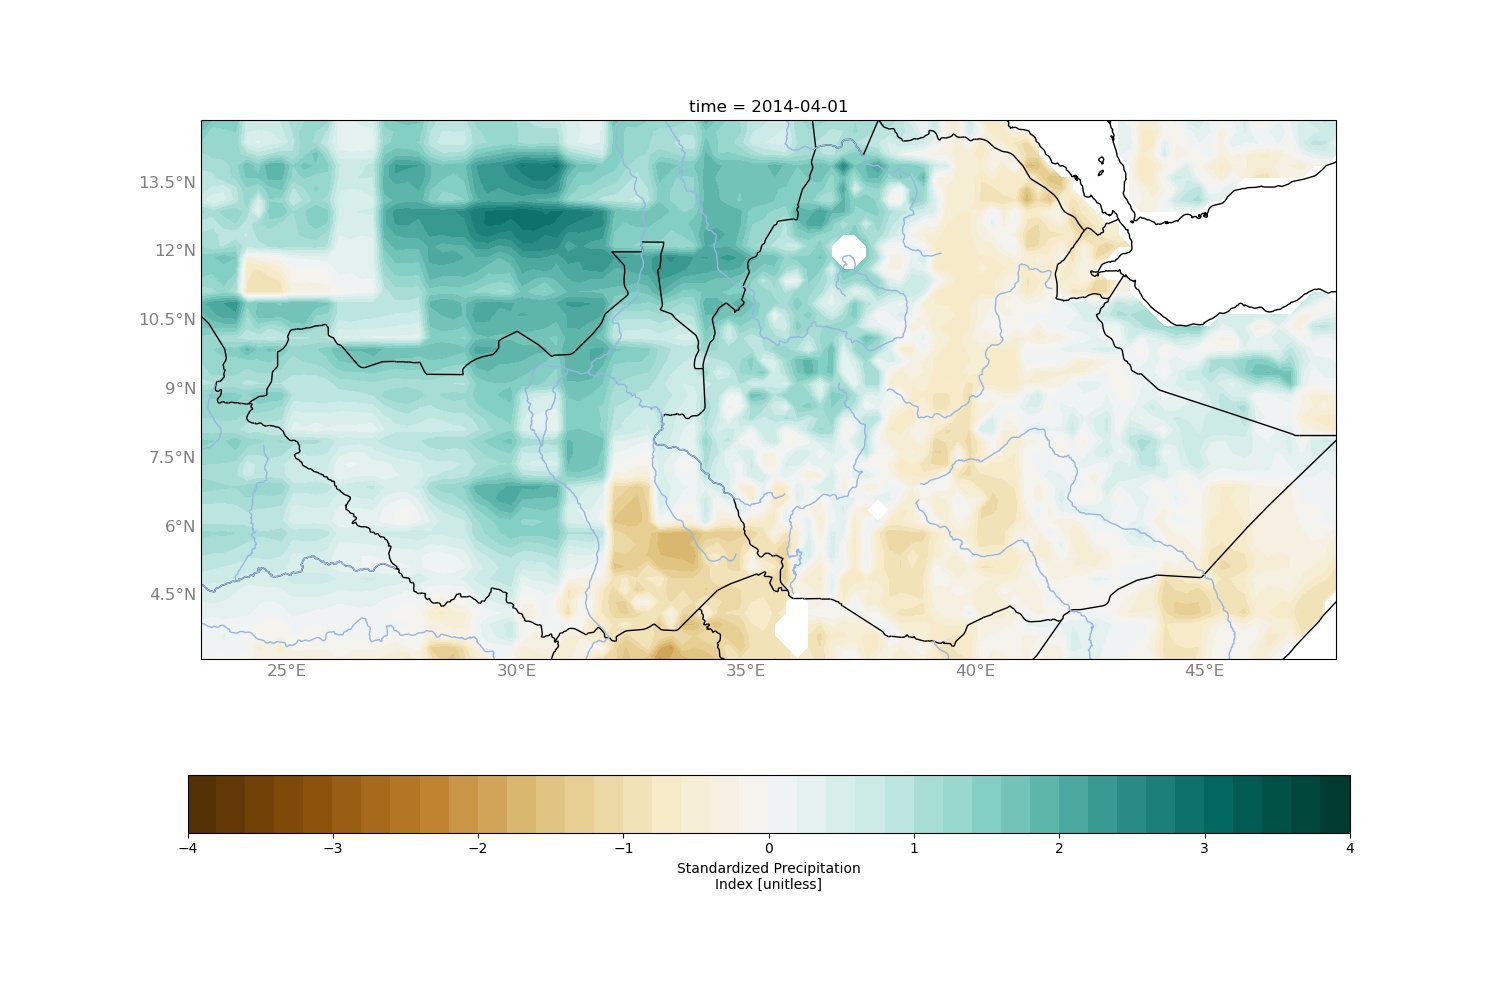 time = 2014-04-01
13.5°N
12°N
10.5°N
9°N
7.5°N
6°N
4.5°N
25°E 30°E 35°E 40°E 45°E
−4 −3 −2 −1 0 1 2 3 4
Standardized Precipitation
Index [unitless]